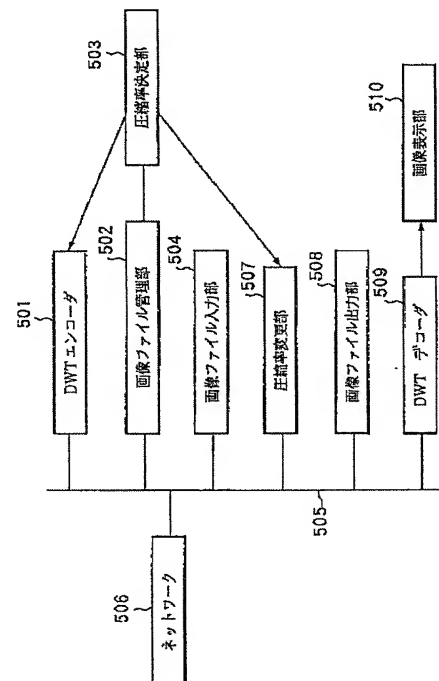 501
DWTエンコーダ
502
画像ファイル管理部
503
圧縮率決定部
504
画像ファイル入力部
505
506
ネットワーク
507
圧縮率変更部
508
画像ファイル出力部
509
DWT デコーダ
510
画像表示部